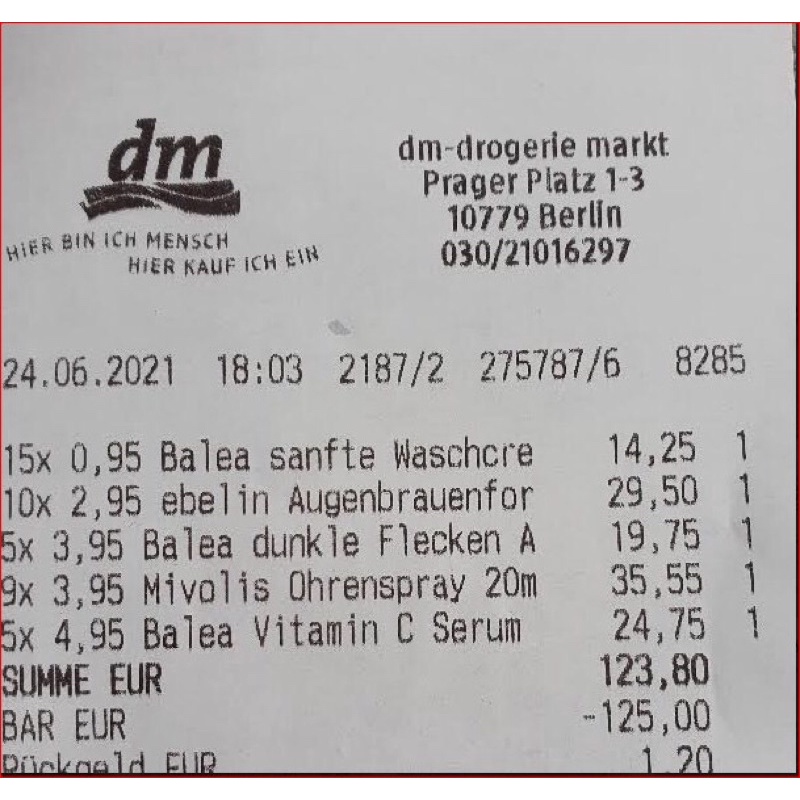 dm
HIER BIN ICH MENSCH
HIER KAUF ICH EIN
dm-drogerie markt
Prager Platz 1-3
10779 Berlin
030/21016297
24.06.2021 18:03 2187/2 275787/6 8285
15x 0,95 Balea sanfte Waschcre 14,25 1
10x 2,95 ebelin Augenbrauenfor 29,50 1
5x 3,95 Balea dunkle Flecken A 19,75 1
9x 3,95 Mivolis Ohrenspray 20m 35,55 1
5x 4,95 Balea Vitamin C Serum 24,75 1
SUMME EUR 123,80
BAR EUR -125,00
Rückgeld EUR 1,20